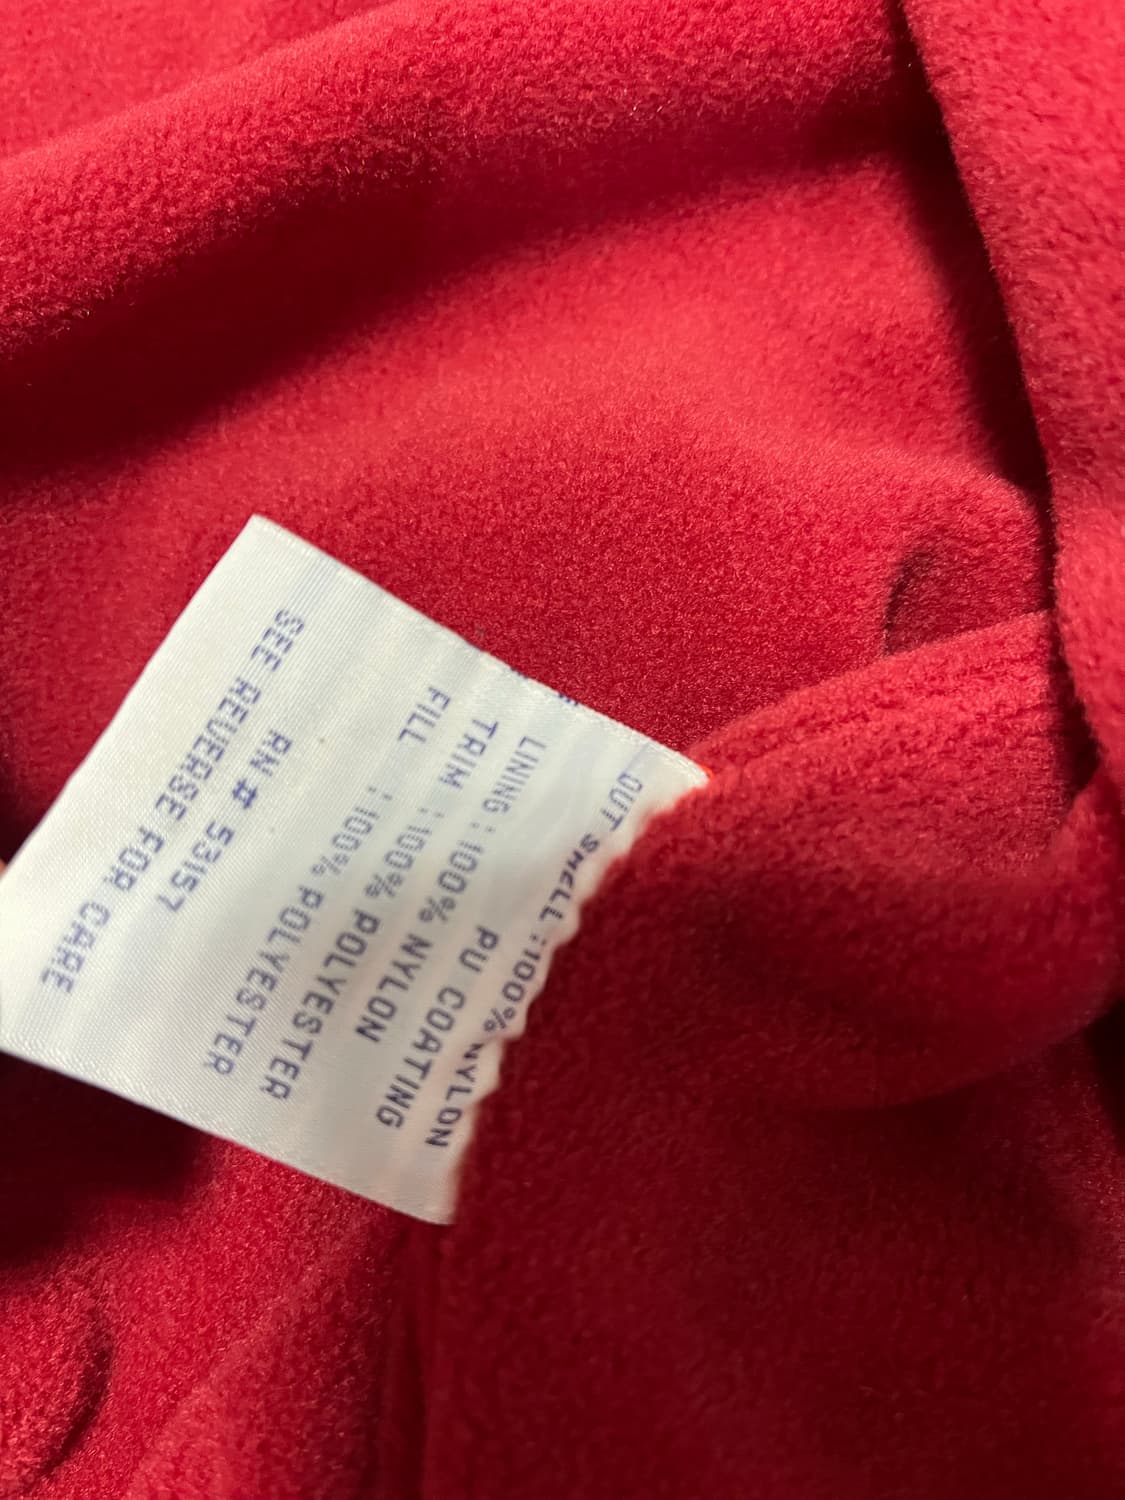 OUT SHELL :100% NYLON
PU COATING
LINING :100% NYLON
TRIM :100% POLYESTER
FILL :100% POLYESTER
RN # 53157
SEE REVERSE FOR CARE